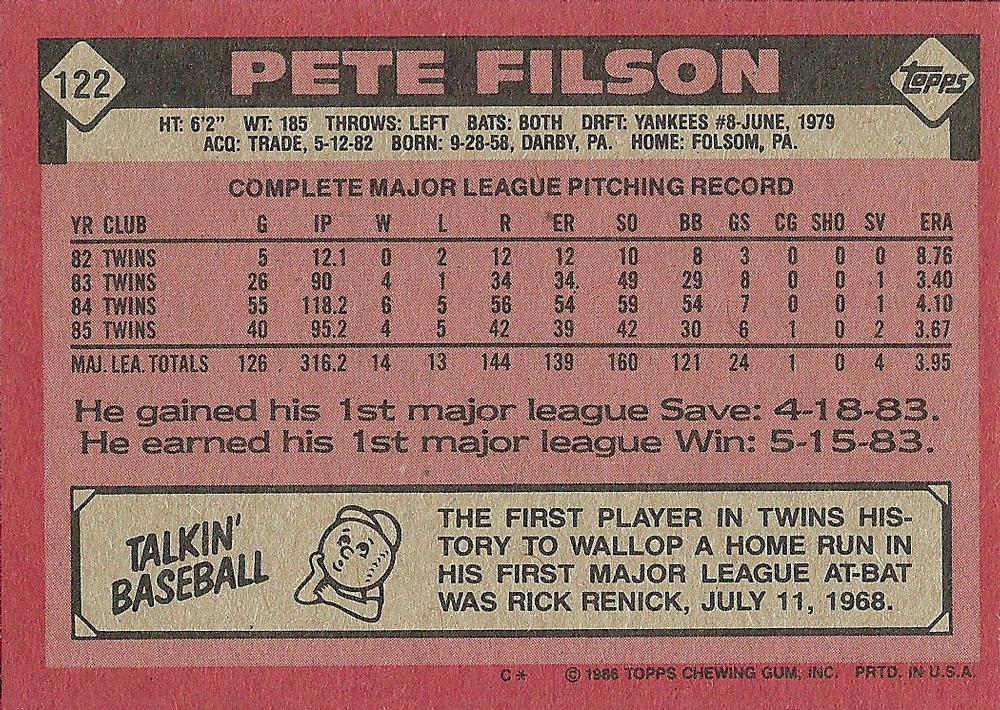 122 PETE FILSON TOPPS
HT: 6'2" WT: 185 THROWS: LEFT BATS: BOTH DRFT: YANKEES #8-JUNE, 1979
ACQ: TRADE, 5-12-82 BORN: 9-28-58, DARBY, PA. HOME: FOLSOM, PA.
COMPLETE MAJOR LEAGUE PITCHING RECORD
YR CLUB G IP W L R ER SO BB GS CG SHO SV ERA
82 TWINS 5 12.1 0 2 12 12 10 8 3 0 0 0 8.76
83 TWINS 26 90 4 1 34 34 49 29 8 0 0 1 3.40
84 TWINS 55 118.2 6 5 56 54 59 54 7 0 0 1 4.10
85 TWINS 40 95.2 4 5 42 39 42 30 6 1 0 2 3.67
MAJ. LEA. TOTALS 126 316.2 14 13 144 139 160 121 24 1 0 4 3.95
He gained his 1st major league Save: 4-18-83.
He earned his 1st major league Win: 5-15-83.
TALKIN'
BASEBALL
THE FIRST PLAYER IN TWINS HIS-
TORY TO WALLOP A HOME RUN IN
HIS FIRST MAJOR LEAGUE AT-BAT
WAS RICK RENICK, JULY 11, 1968.
C* © 1986 TOPPS CHEWING GUM, INC. PRTD. IN U.S.A.